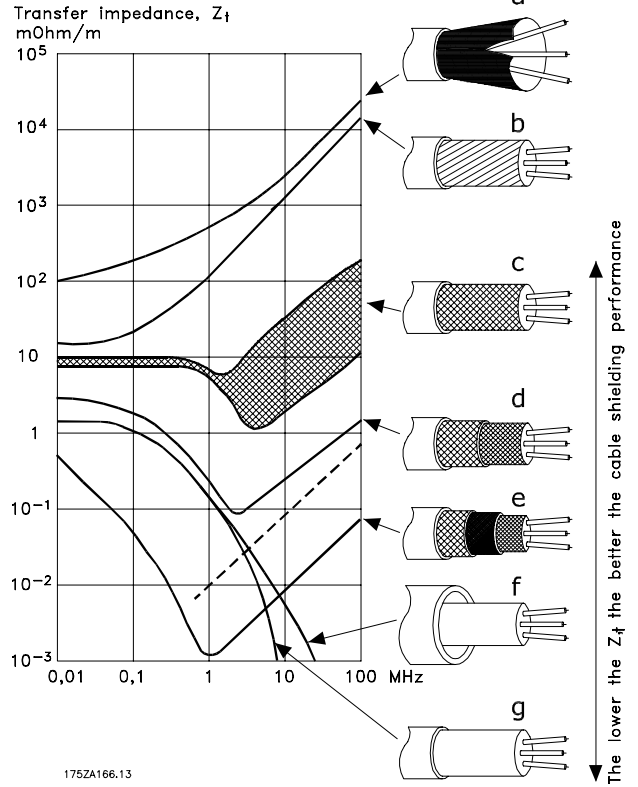 Transfer impedance, Zt
mOhm/m
a
10⁵
10⁴
b
10³
c
10²
10
d
1
e
10⁻¹
f
10⁻²
10⁻³
0,01 0,1 1 10 100 MHz
g
175ZA166.13
The lower the Zt the better the cable shielding performance